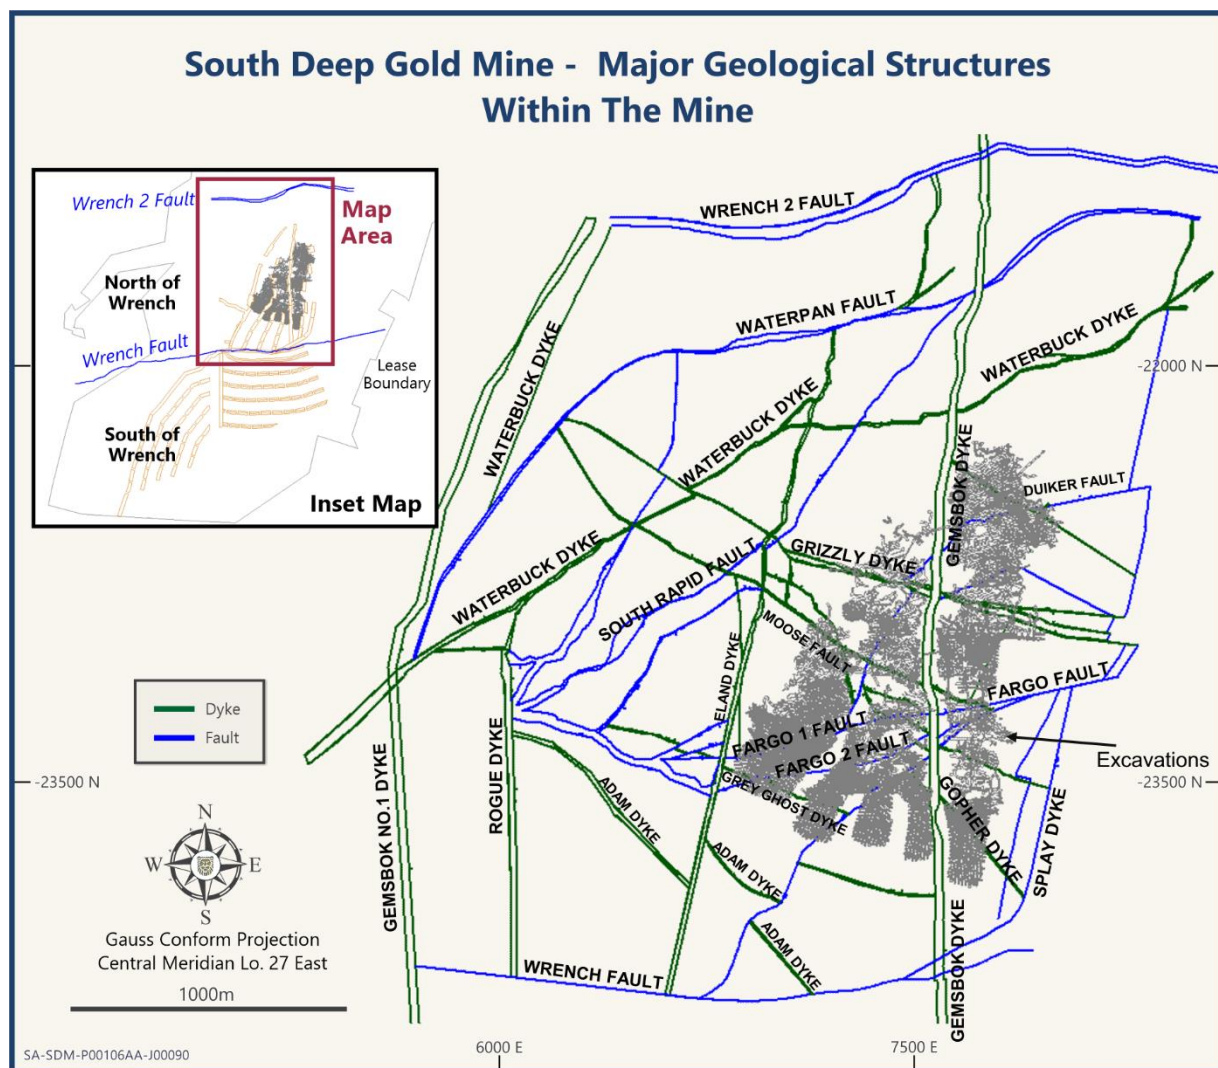 South Deep Gold Mine -  Major Geological Structures
Within The Mine
Wrench 2 Fault
Map
Area
North of
Wrench
Wrench Fault
Lease
Boundary
South of
Wrench
Inset Map
WRENCH 2 FAULT
WATERPAN FAULT
WATERBUCK DYKE
WATERBUCK DYKE
-22000 N
WATERBUCK DYKE
GEMSBOK DYKE
DUIKER FAULT
WATERBUCK DYKE
GRIZZLY DYKE
SOUTH RAPID FAULT
MOOSE FAULT
ELAND DYKE
FARGO FAULT
Dyke
Fault
FARGO 1 FAULT
FARGO 2 FAULT
Excavations
-23500 N
-23500 N
GEMSBOK NO.1 DYKE
ROGUE DYKE
ADAM DYKE
GREY GHOST DYKE
GOPHER DYKE
SPLAY DYKE
ADAM DYKE
ADAM DYKE
GEMSBOK DYKE
WRENCH FAULT
N
W
E
S
Gauss Conform Projection
Central Meridian Lo. 27 East
1000m
6000 E
7500 E
SA-SDM-P00106AA-J00090